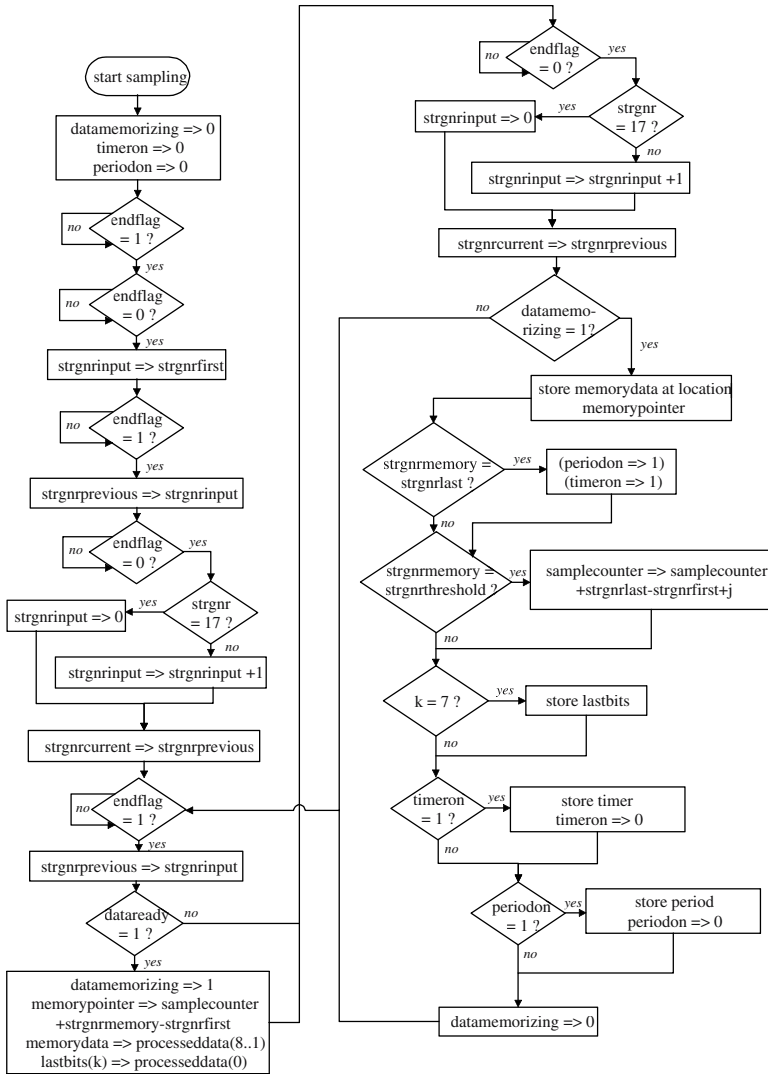 start sampling
datamemorizing => 0
timeron => 0
periodon => 0
endflag
= 1 ?
no
yes
endflag
= 0 ?
no
yes
strgnrinput => strgnrfirst
endflag
= 1 ?
no
yes
strgnrprevious => strgnrinput
endflag
= 0 ?
no
yes
strgnr
= 17 ?
yes
strgnrinput => 0
no
strgnrinput => strgnrinput +1
strgnrcurrent => strgnrprevious
endflag
= 1 ?
no
yes
strgnrprevious => strgnrinput
dataready
= 1 ?
no
yes
datamemorizing => 1
memorypointer => samplecounter
+strgnrmemory-strgnrfirst
memorydata => processeddata(8..1)
lastbits(k) => processeddata(0)
endflag
= 0 ?
no
yes
strgnr
= 17 ?
yes
strgnrinput => 0
no
strgnrinput => strgnrinput +1
strgnrcurrent => strgnrprevious
datamemo-
rizing = 1?
no
yes
store memorydata at location
memorypointer
strgnrmemory =
strgnrlast ?
yes
(periodon => 1)
(timeron => 1)
no
strgnrmemory =
strgnrthreshold ?
yes
samplecounter => samplecounter
+strgnrlast-strgnrfirst+j
no
k = 7 ?
yes
store lastbits
no
timeron
= 1 ?
yes
store timer
timeron => 0
no
periodon
= 1 ?
yes
store period
periodon => 0
no
datamemorizing => 0